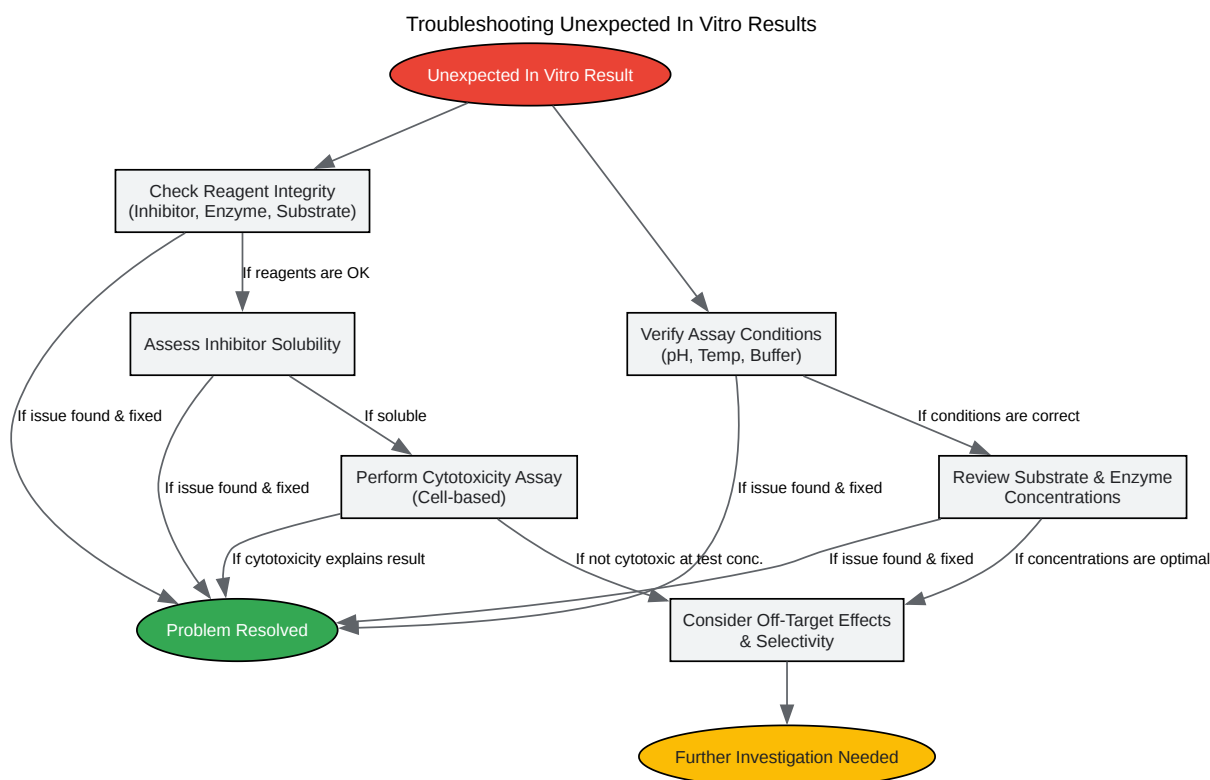 Troubleshooting Unexpected In Vitro Results
Unexpected In Vitro Result
Check Reagent Integrity
(Inhibitor, Enzyme, Substrate)
If reagents are OK
Assess Inhibitor Solubility
Verify Assay Conditions
(pH, Temp, Buffer)
If issue found & fixed
If soluble
If conditions are correct
Perform Cytotoxicity Assay
(Cell-based)
Review Substrate & Enzyme
Concentrations
If issue found & fixed
If issue found & fixed
If cytotoxicity explains result
If not cytotoxic at test conc.
If issue found & fixed
If concentrations are optimal
Problem Resolved
Consider Off-Target Effects
& Selectivity
Further Investigation Needed